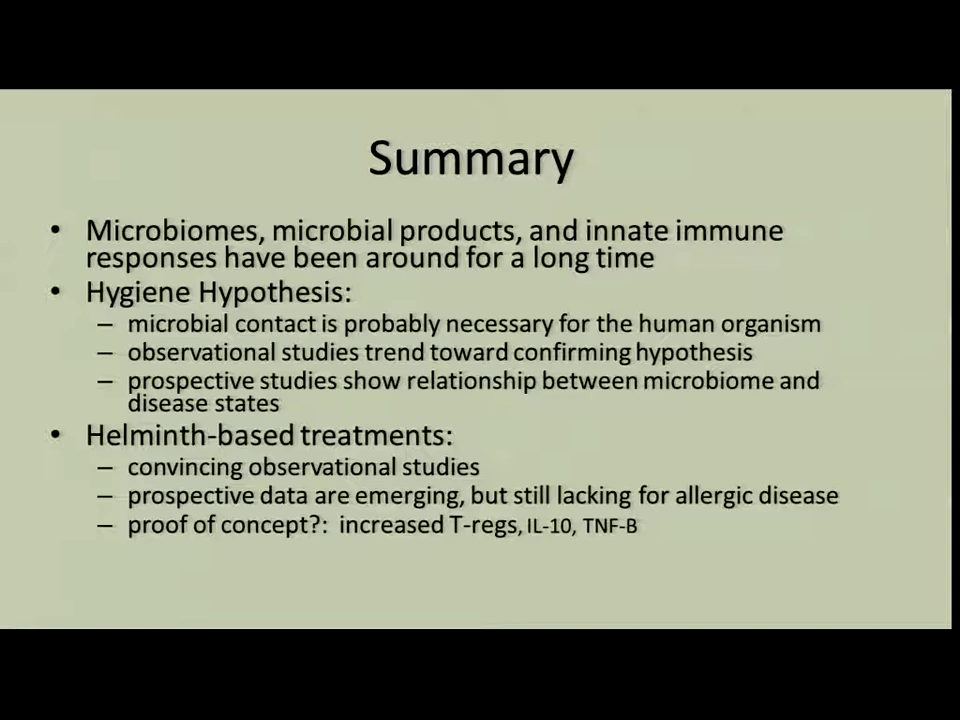 Summary
• Microbiomes, microbial products, and innate immune
responses have been around for a long time
• Hygiene Hypothesis:
– microbial contact is probably necessary for the human organism
– observational studies trend toward confirming hypothesis
– prospective studies show relationship between microbiome and
disease states
• Helminth-based treatments:
– convincing observational studies
– prospective data are emerging, but still lacking for allergic disease
– proof of concept?: increased T-regs, IL-10, TNF-B